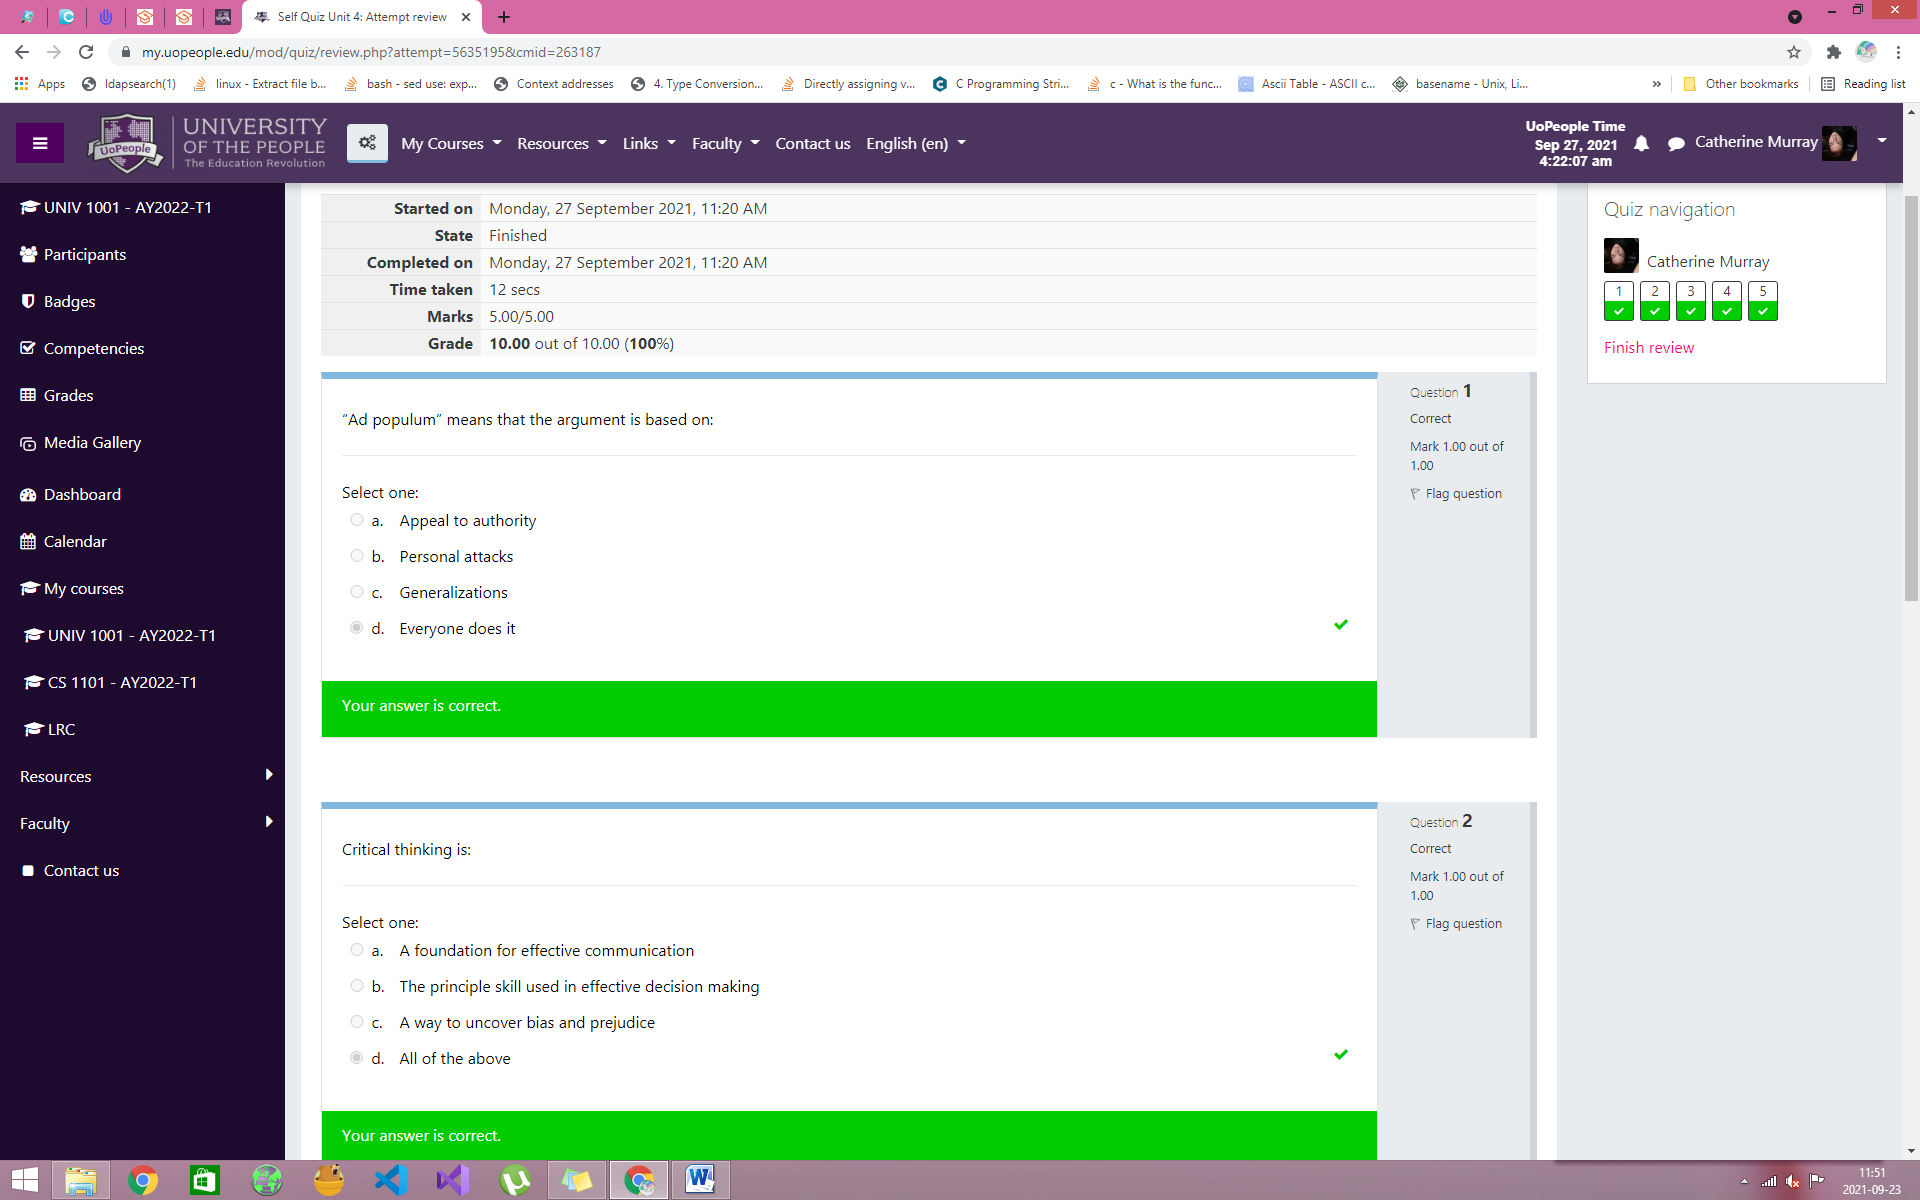 Self Quiz Unit 4: Attempt review
my.uopeople.edu/mod/quiz/review.php?attempt=5635195&cmid=263187
Apps
ldapsearch(1)
linux - Extract file b...
bash - sed use: exp...
Context addresses
4. Type Conversion...
Directly assigning v...
C Programming Stri...
c - What is the func...
Ascii Table - ASCII c...
basename - Unix, Li...
Other bookmarks
Reading list
UoPeople
UNIVERSITY
OF THE PEOPLE
The Education Revolution
My Courses
Resources
Links
Faculty
Contact us
English (en)
UoPeople Time
Sep 27, 2021
4:22:07 am
Catherine Murray
UNIV 1001 - AY2022-T1
Participants
Badges
Competencies
Grades
Media Gallery
Dashboard
Calendar
My courses
UNIV 1001 - AY2022-T1
CS 1101 - AY2022-T1
LRC
Resources
Faculty
Contact us
Started on Monday, 27 September 2021, 11:20 AM
State Finished
Completed on Monday, 27 September 2021, 11:20 AM
Time taken 12 secs
Marks 5.00/5.00
Grade 10.00 out of 10.00 (100%)
“Ad populum” means that the argument is based on:
Select one:
a. Appeal to authority
b. Personal attacks
c. Generalizations
d. Everyone does it
Your answer is correct.
Question 1
Correct
Mark 1.00 out of
1.00
Flag question
Critical thinking is:
Select one:
a. A foundation for effective communication
b. The principle skill used in effective decision making
c. A way to uncover bias and prejudice
d. All of the above
Your answer is correct.
Question 2
Correct
Mark 1.00 out of
1.00
Flag question
Quiz navigation
Catherine Murray
1 2 3 4 5
Finish review
11:51
2021-09-23